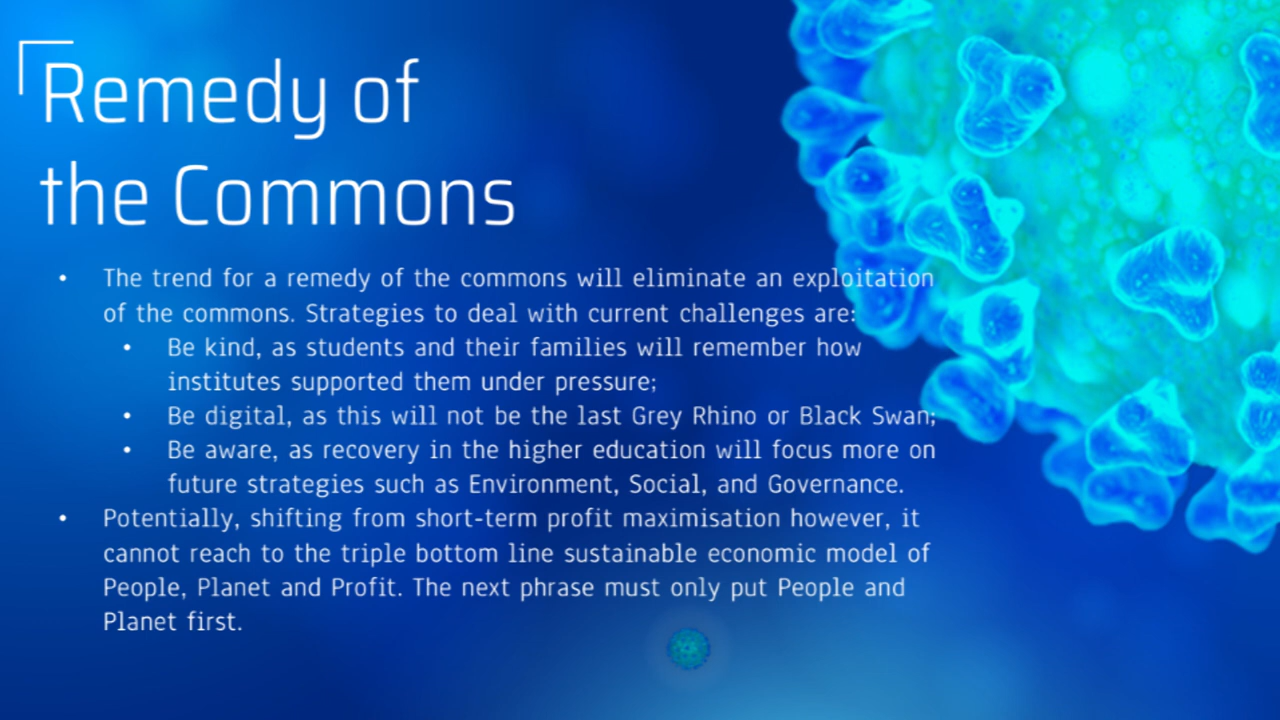 Remedy of
the Commons
• The trend for a remedy of the commons will eliminate an exploitation
of the commons. Strategies to deal with current challenges are:
• Be kind, as students and their families will remember how
institutes supported them under pressure;
• Be digital, as this will not be the last Grey Rhino or Black Swan;
• Be aware, as recovery in the higher education will focus more on
future strategies such as Environment, Social, and Governance.
• Potentially, shifting from short-term profit maximisation however, it
cannot reach to the triple bottom line sustainable economic model of
People, Planet and Profit. The next phrase must only put People and
Planet first.